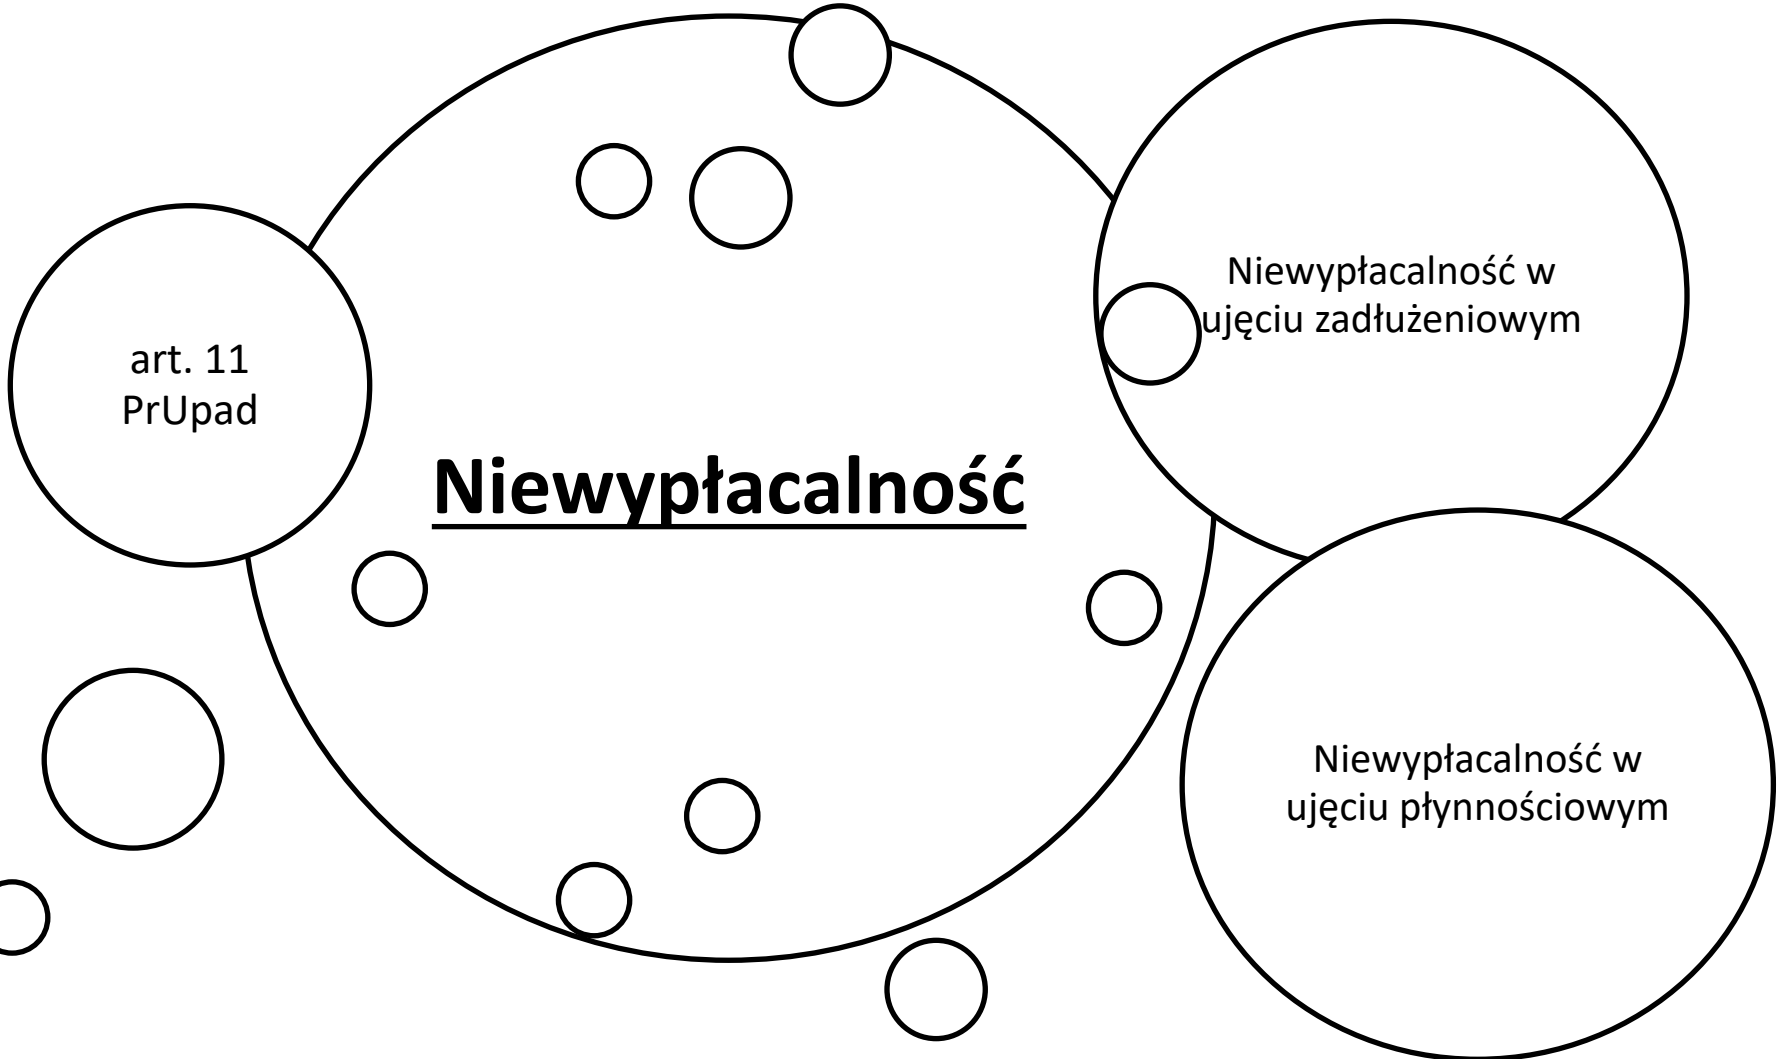 art. 11
PrUpad
Niewypłacalność
Niewypłacalność w
ujęciu zadłużeniowym
Niewypłacalność w
ujęciu płynnościowym